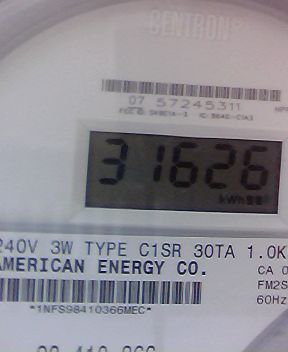 CENTRON®
07 57245311
31626
kWh
240V 3W TYPE C1SR 30TA 1.0K
AMERICAN ENERGY CO.
CA 0
FM2S
60Hz
*1NFS98410366MEC*